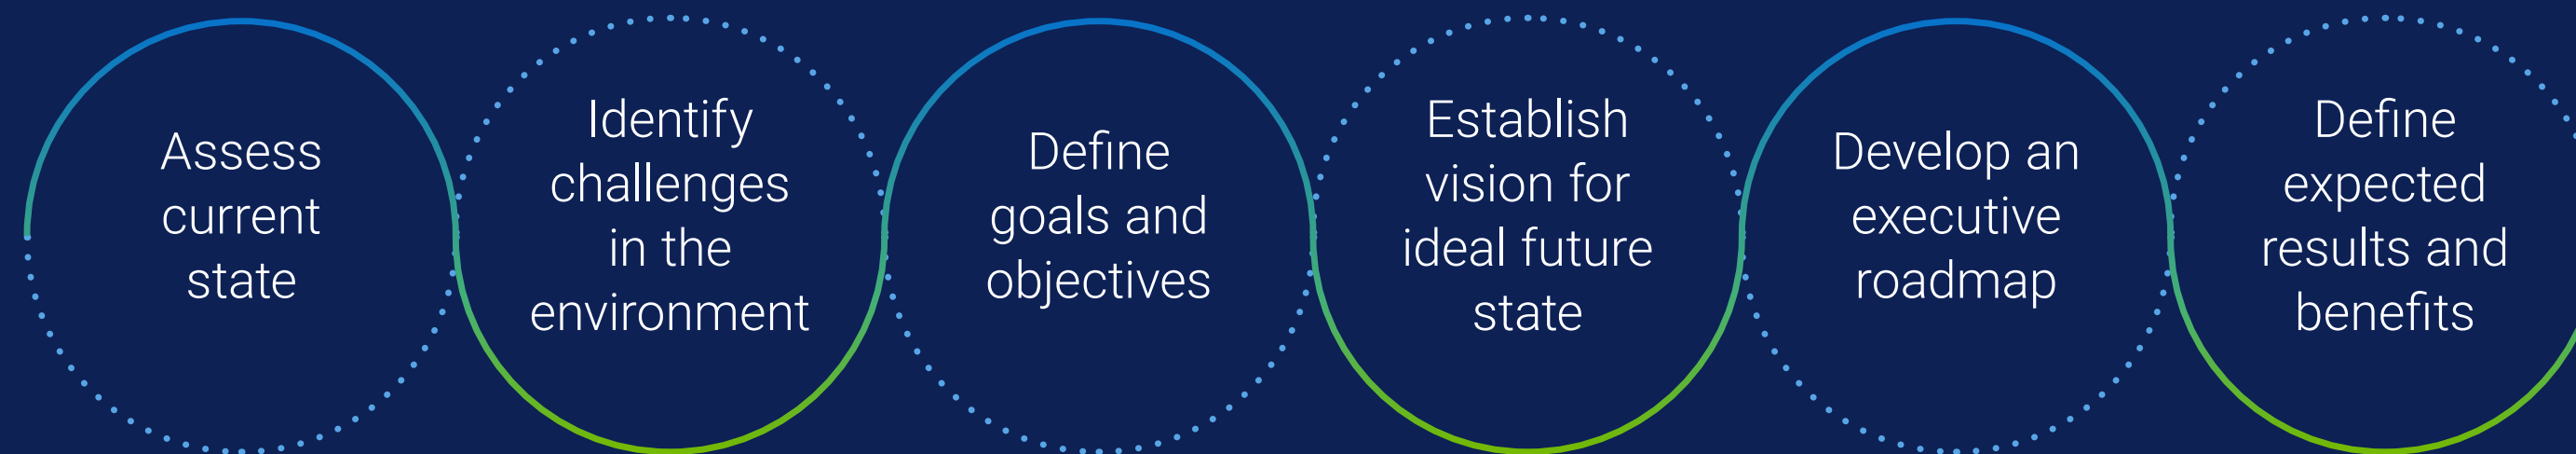 Assess
current
state
Identify
challenges
in the
environment
Define
goals and
objectives
Establish
vision for
ideal future
state
Develop an
executive
roadmap
Define
expected
results and
benefits